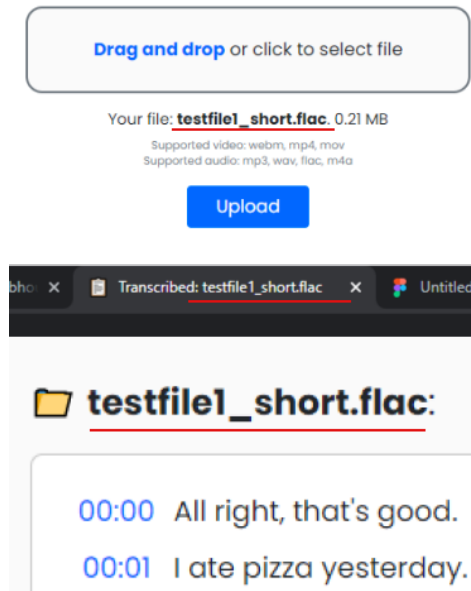 Drag and drop or click to select file
Your file: testfile1_short.flac. 0.21 MB
Supported video: webm, mp4, mov
Supported audio: mp3, wav, flac, m4a
Upload
Transcribed: testfile1_short.flac
Untitled
testfile1_short.flac:
00:00 All right, that's good.
00:01 I ate pizza yesterday.